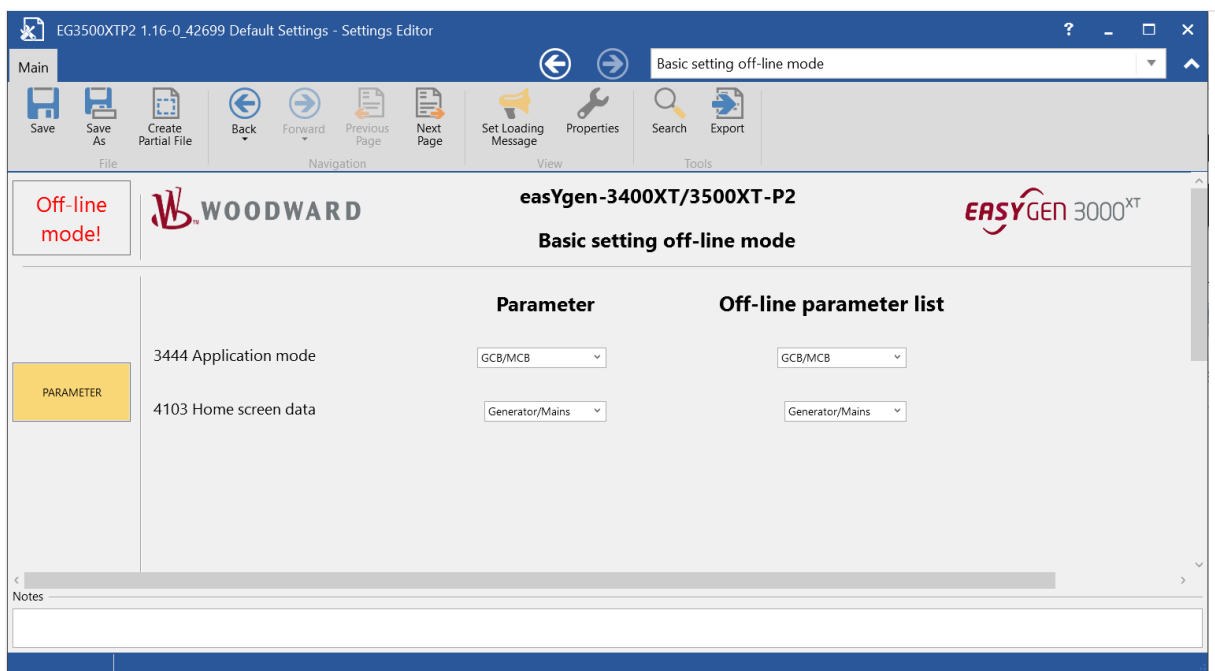 EG3500XTP2 1.16-0_42699 Default Settings - Settings Editor
?
Main
Basic setting off-line mode
Save
Save As
Create Partial File
Back
Forward
Previous Page
Next Page
Set Loading Message
Properties
Search
Export
File
Navigation
View
Tools
Off-line mode!
WOODWARD
easYgen-3400XT/3500XT-P2
Basic setting off-line mode
EASYGEN 3000XT
Parameter Off-line parameter list
3444 Application mode GCB/MCB GCB/MCB
PARAMETER
4103 Home screen data Generator/Mains Generator/Mains
Notes